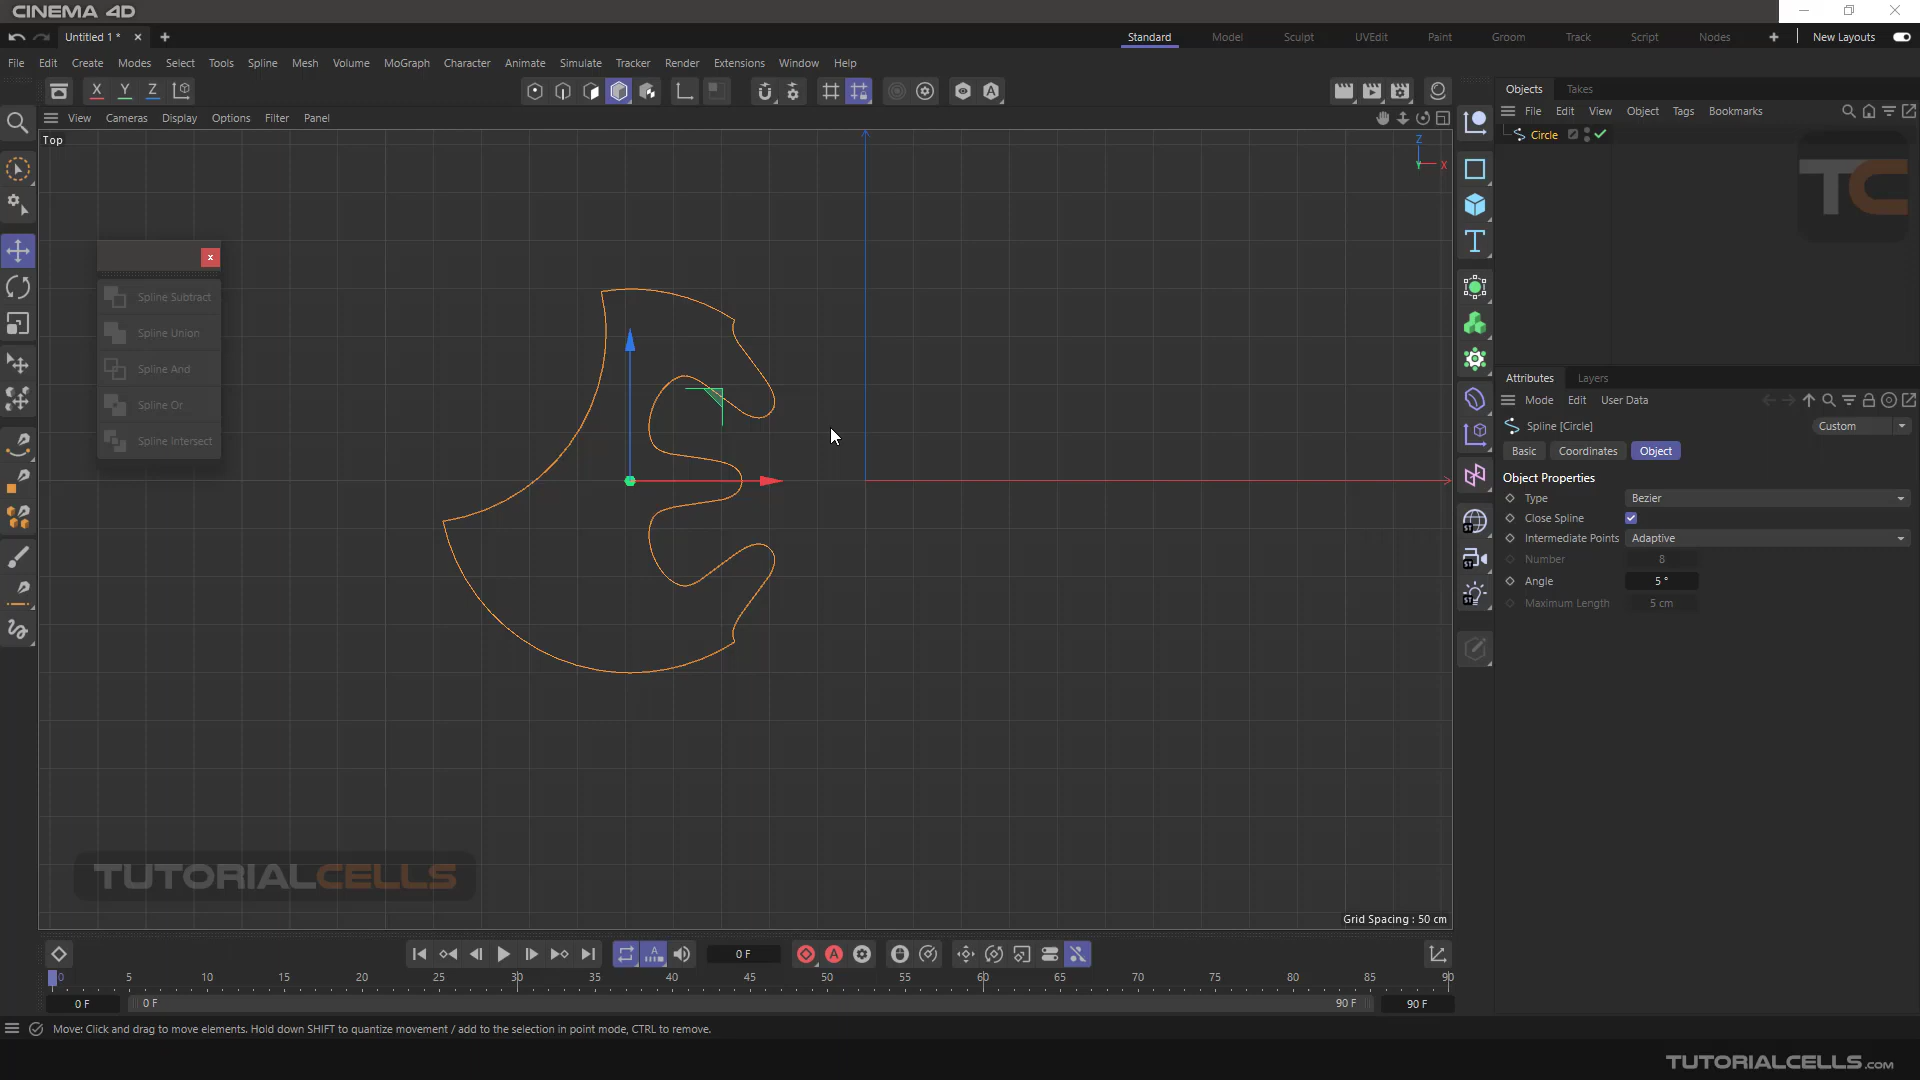 CINEMA 4D
Untitled 1 *
Standard Model Sculpt UVEdit Paint Groom Track Script Nodes New Layouts
File Edit Create Modes Select Tools Spline Mesh Volume MoGraph Character Animate Simulate Tracker Render Extensions Window Help
X Y Z
Objects Takes
View Cameras Display Options Filter Panel
File Edit View Object Tags Bookmarks
Top
Z
Y X
Circle
TC
x
Spline Subtract
Spline Union
Spline And
Spline Or
Spline Intersect
Attributes Layers
Mode Edit User Data
Spline [Circle] Custom
Basic Coordinates Object
Object Properties
Type Bezier
Close Spline
Intermediate Points Adaptive
Number 8
Angle 5 °
Maximum Length 5 cm
ST
ST
ST
TUTORIALCELLS
Grid Spacing : 50 cm
0 F
0 5 10 15 20 25 30 35 40 45 50 55 60 65 70 75 80 85 90
0 F 0 F 90 F 90 F
Move: Click and drag to move elements. Hold down SHIFT to quantize movement / add to the selection in point mode, CTRL to remove.
TUTORIALCELLS.com